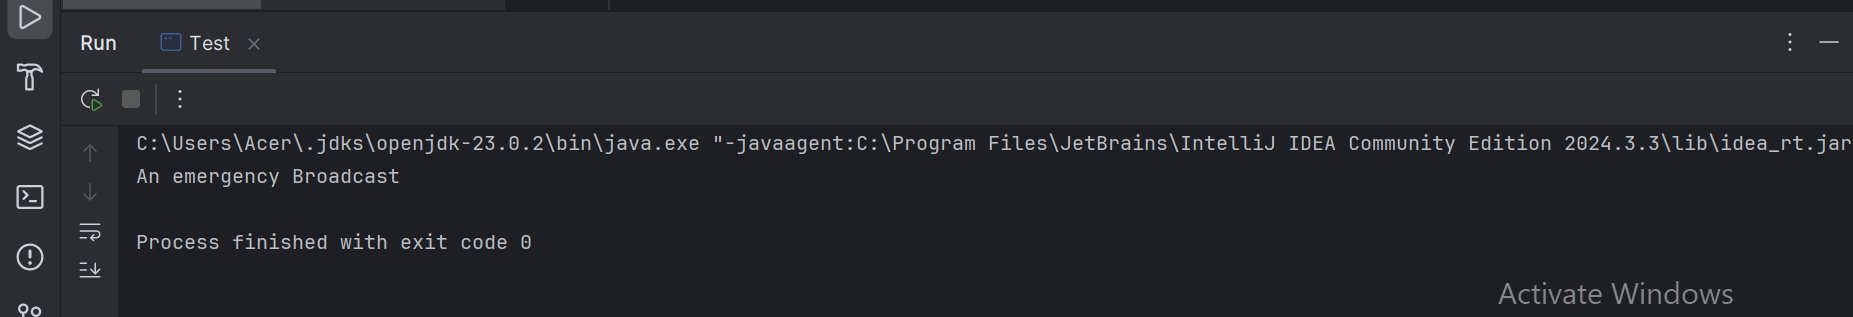 Run Test
C:\Users\Acer\.jdks\openjdk-23.0.2\bin\java.exe "-javaagent:C:\Program Files\JetBrains\IntelliJ IDEA Community Edition 2024.3.3\lib\idea_rt.jar
An emergency Broadcast
Process finished with exit code 0
Activate Windows